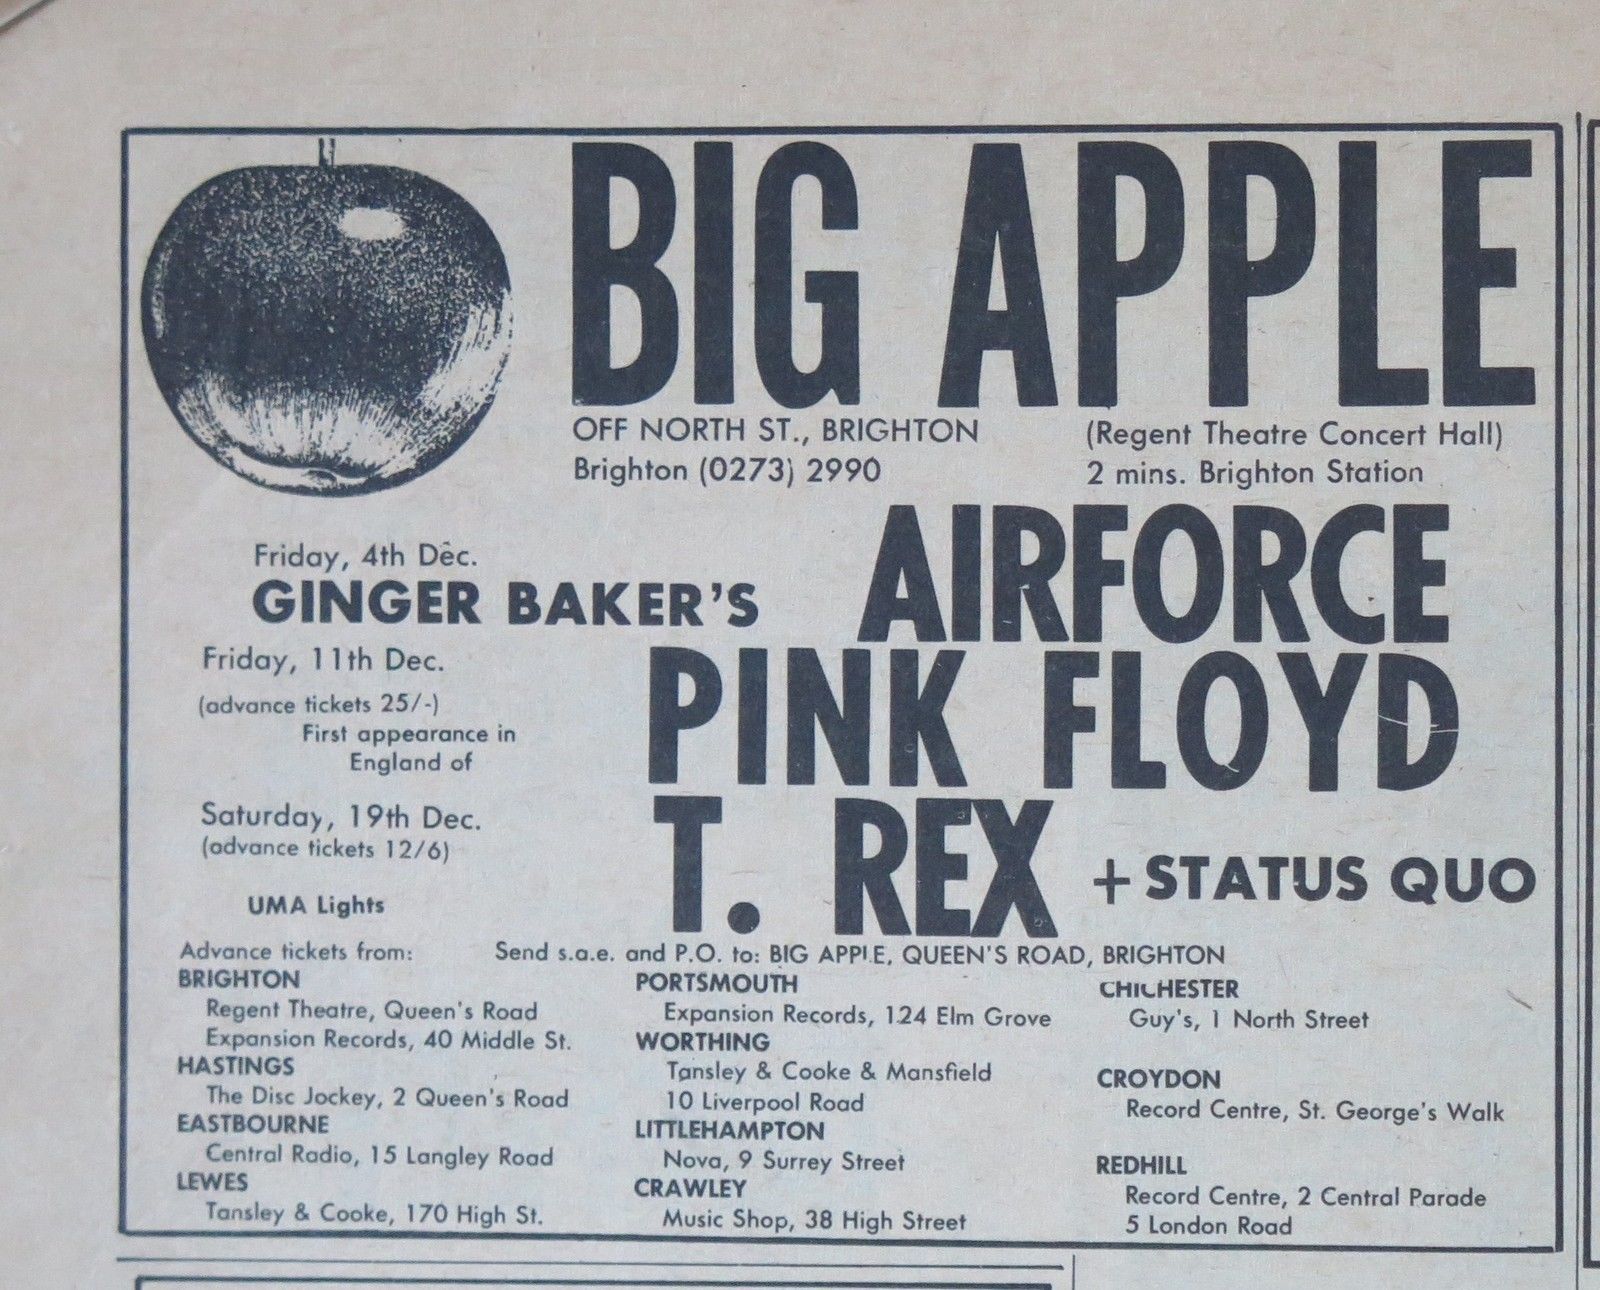 BIG APPLE
OFF NORTH ST., BRIGHTON
Brighton (0273) 2990
(Regent Theatre Concert Hall)
2 mins. Brighton Station
Friday, 4th Dec.
GINGER BAKER'S AIRFORCE
Friday, 11th Dec.
(advance tickets 25/-)
First appearance in
England of
PINK FLOYD
Saturday, 19th Dec.
(advance tickets 12/6)
T. REX + STATUS QUO
UMA Lights
Advance tickets from: Send s.a.e. and P.O. to: BIG APPLE, QUEEN'S ROAD, BRIGHTON
BRIGHTON
Regent Theatre, Queen's Road
Expansion Records, 40 Middle St.
HASTINGS
The Disc Jockey, 2 Queen's Road
EASTBOURNE
Central Radio, 15 Langley Road
LEWES
Tansley & Cooke, 170 High St.
PORTSMOUTH
Expansion Records, 124 Elm Grove
WORTHING
Tansley & Cooke & Mansfield
10 Liverpool Road
LITTLEHAMPTON
Nova, 9 Surrey Street
CRAWLEY
Music Shop, 38 High Street
CHICHESTER
Guy's, 1 North Street
CROYDON
Record Centre, St. George's Walk
REDHILL
Record Centre, 2 Central Parade
5 London Road